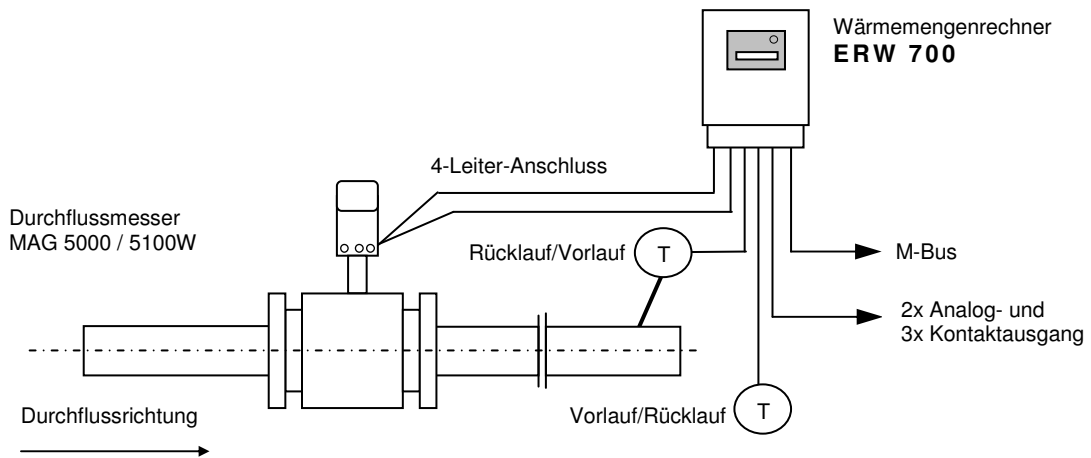 Wärmemengenrechner
ERW 700
4-Leiter-Anschluss
Durchflussmesser
MAG 5000 / 5100W
Rücklauf/Vorlauf
T
M-Bus
2x Analog- und
3x Kontaktausgang
Durchflussrichtung
Vorlauf/Rücklauf
T